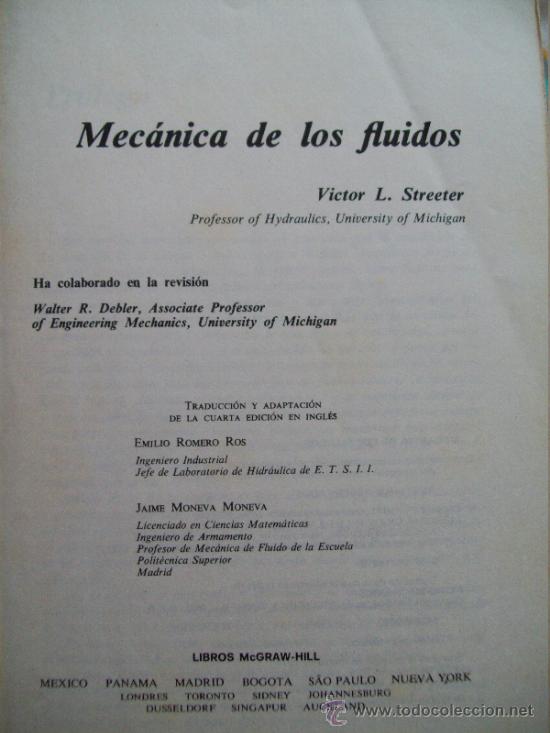 Mecánica de los fluidos
Victor L. Streeter
Professor of Hydraulics, University of Michigan
Ha colaborado en la revisión
Walter R. Debler, Associate Professor
of Engineering Mechanics, University of Michigan
TRADUCCIÓN Y ADAPTACIÓN
DE LA CUARTA EDICIÓN EN INGLÉS
EMILIO ROMERO ROS
Ingeniero Industrial
Jefe de Laboratorio de Hidráulica de E. T. S. I. I.
JAIME MONEVA MONEVA
Licenciado en Ciencias Matemáticas
Ingeniero de Armamento
Profesor de Mecánica de Fluido de la Escuela
Politécnica Superior
Madrid
LIBROS McGRAW-HILL
MEXICO PANAMA MADRID BOGOTA SÃO PAULO NUEVA YORK
LONDRES TORONTO SIDNEY JOHANNESBURG
DUSSELDORF SINGAPUR AUCKLAND
www.todocoleccion.net